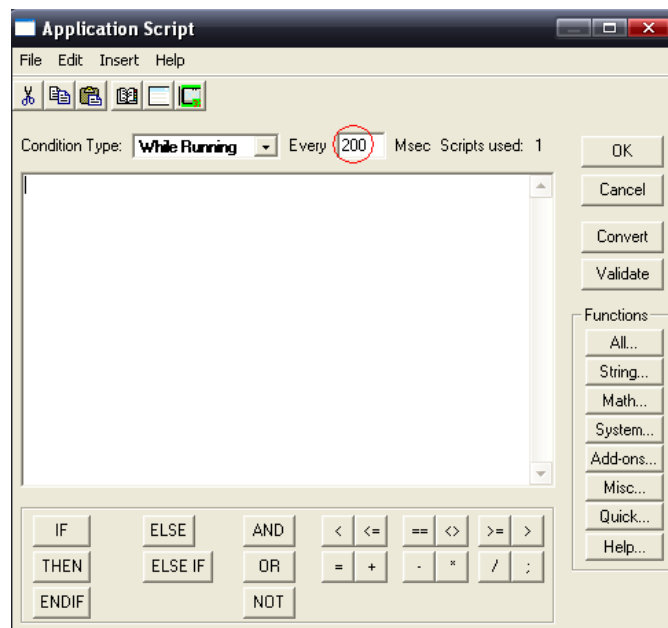 Application Script
File Edit Insert Help
Condition Type: While Running Every 200 Msec Scripts used: 1
OK
Cancel
Convert
Validate
Functions
All...
String...
Math...
System...
Add-ons...
Misc...
Quick...
Help...
IF ELSE AND < <= == <> >= >
THEN ELSE IF OR = + - * / ;
ENDIF NOT